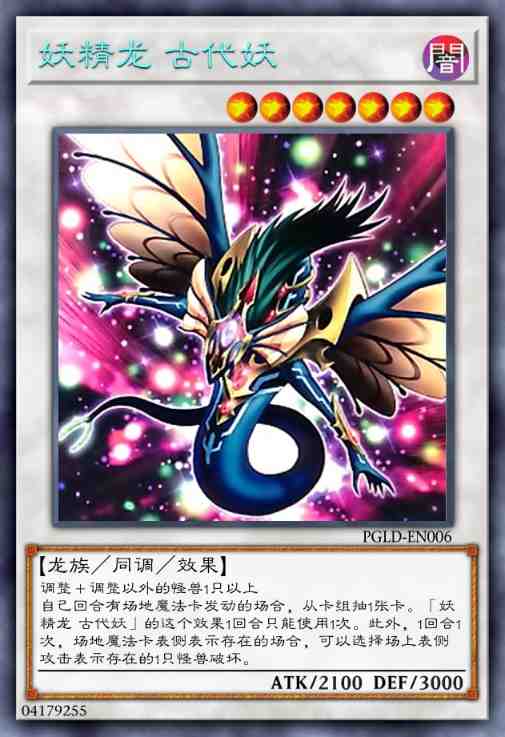 妖精龙 古代妖
闇
PGLD-EN006
【龙族／同调／效果】
调整＋调整以外的怪兽1只以上
自己回合有场地魔法卡发动的场合，从卡组抽1张卡。「妖
精龙 古代妖」的这个效果1回合只能使用1次。此外，1回合1
次，场地魔法卡表侧表示存在的场合，可以选择场上表侧
攻击表示存在的1只怪兽破坏。
ATK/2100 DEF/3000
04179255